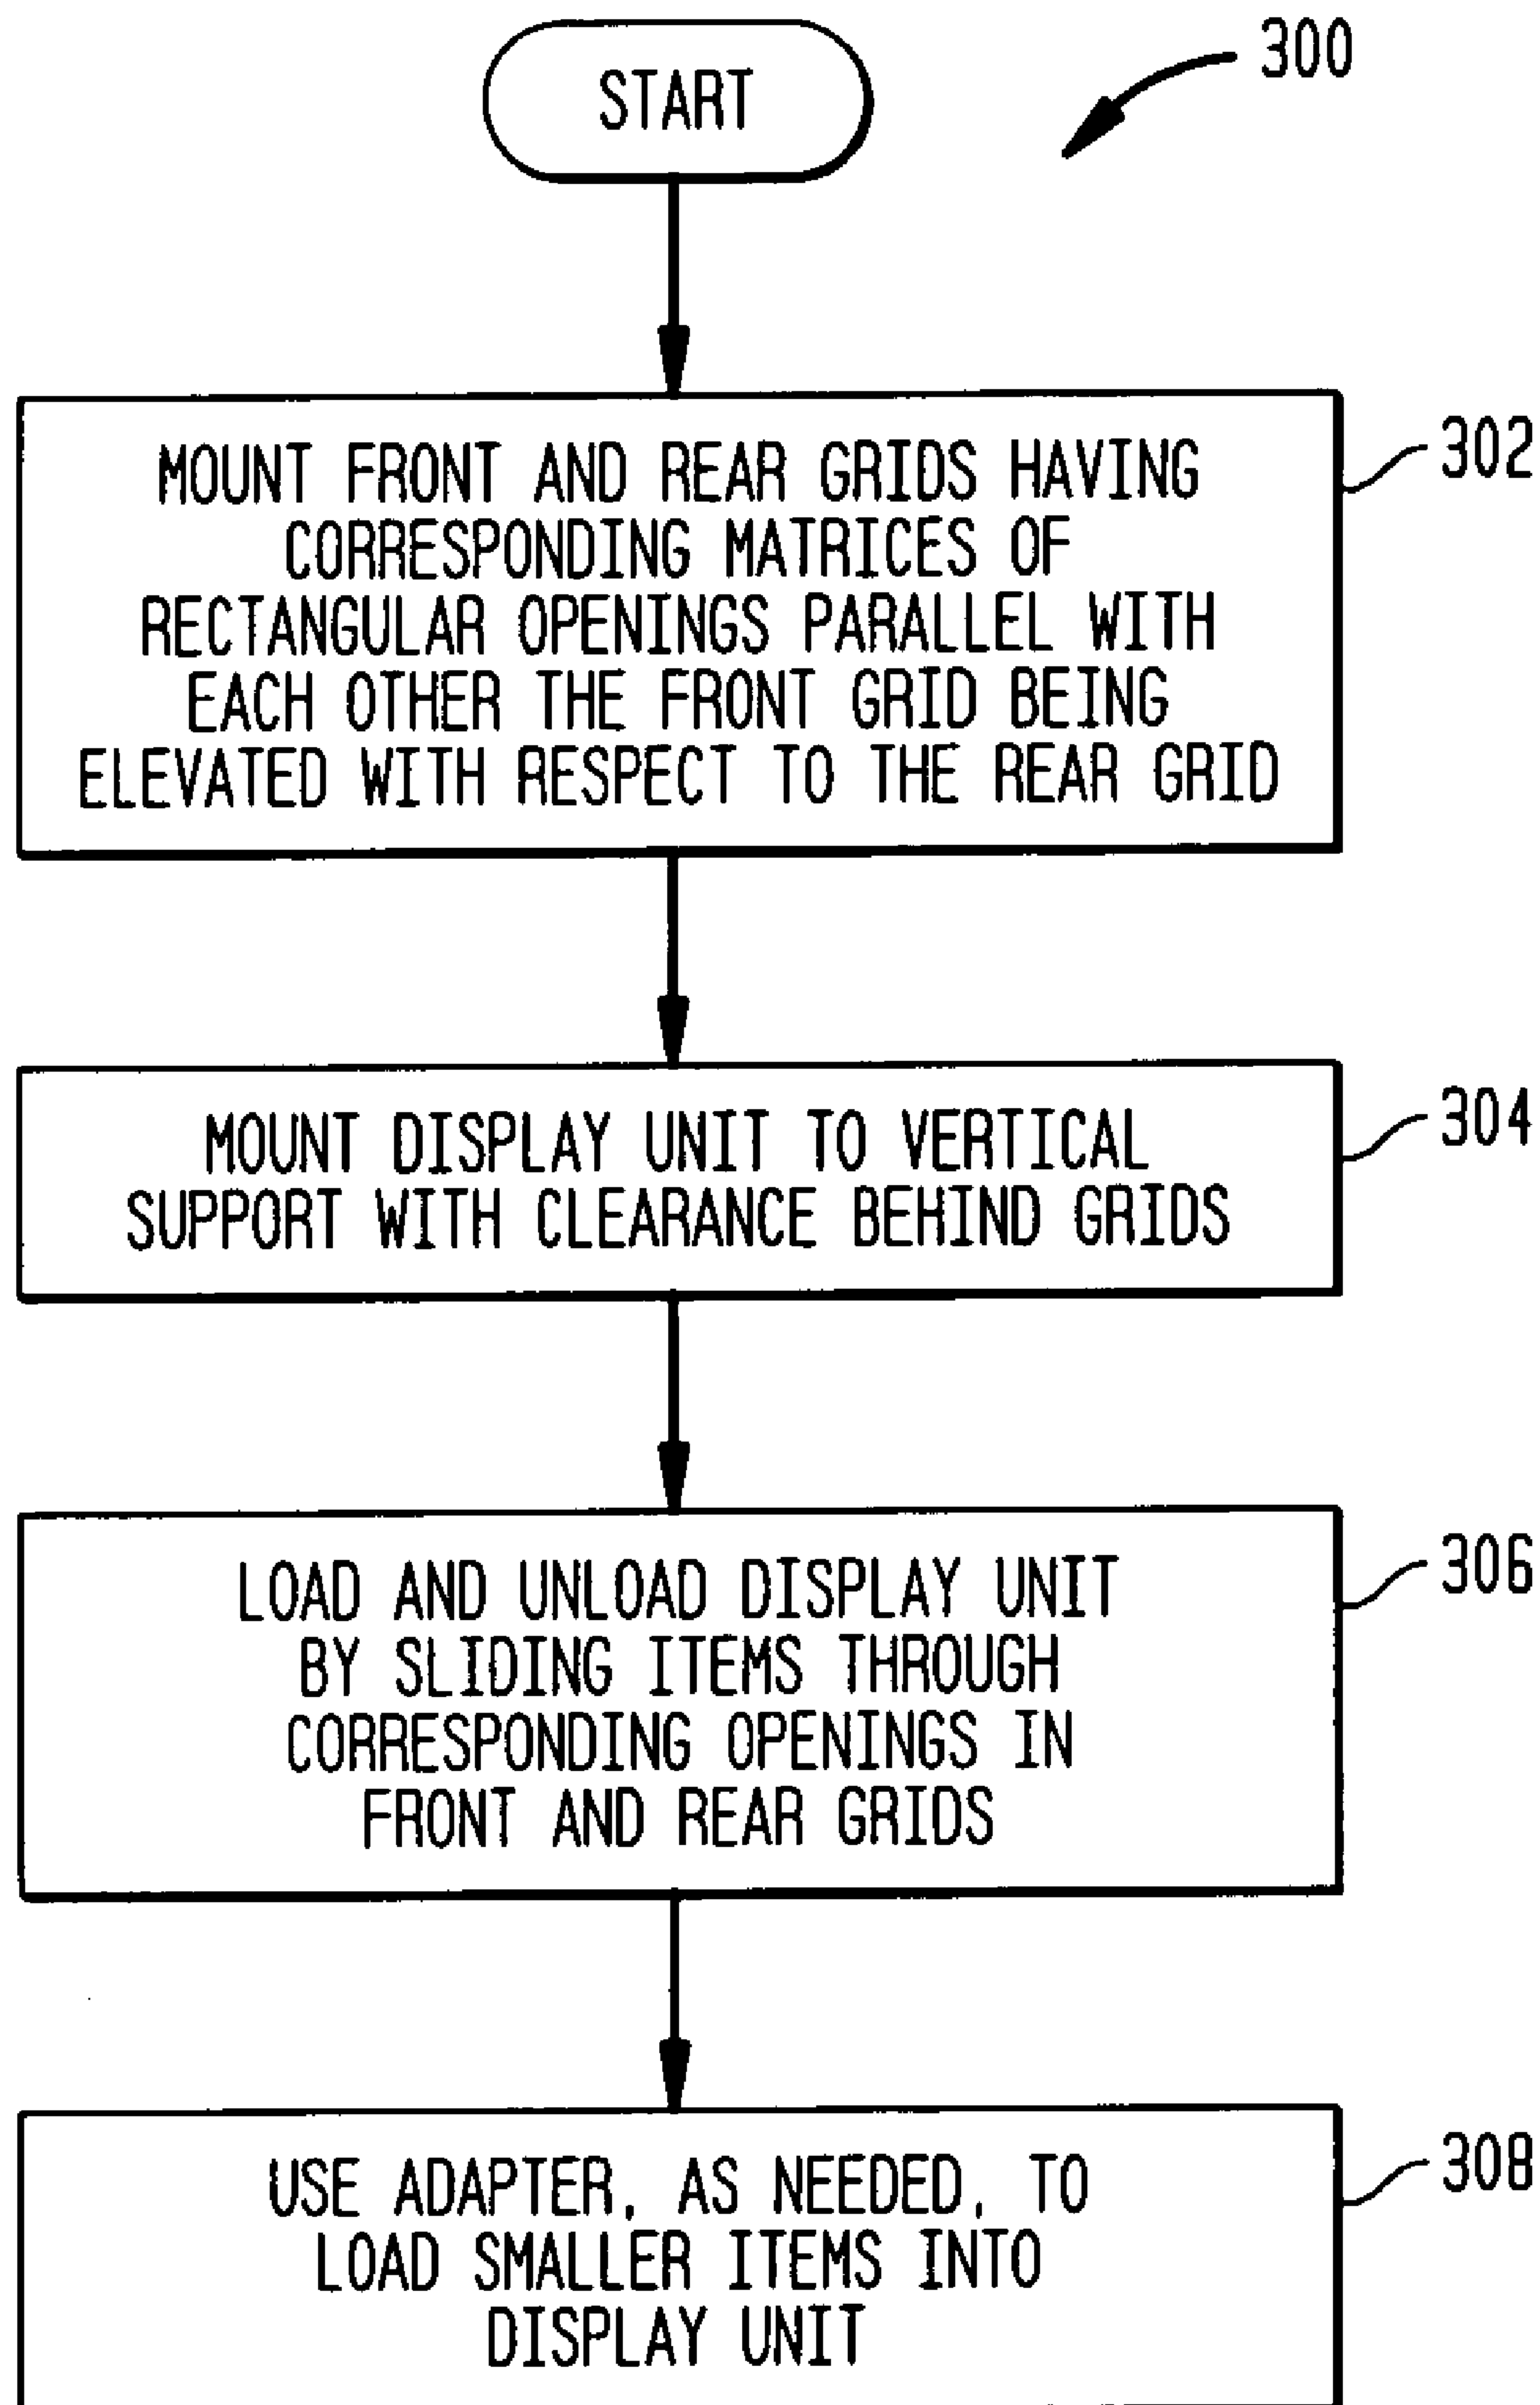 START
300
MOUNT FRONT AND REAR GRIDS HAVING
CORRESPONDING MATRICES OF
RECTANGULAR OPENINGS PARALLEL WITH
EACH OTHER THE FRONT GRID BEING
ELEVATED WITH RESPECT TO THE REAR GRID
302
MOUNT DISPLAY UNIT TO VERTICAL
SUPPORT WITH CLEARANCE BEHIND GRIDS
304
LOAD AND UNLOAD DISPLAY UNIT
BY SLIDING ITEMS THROUGH
CORRESPONDING OPENINGS IN
FRONT AND REAR GRIDS
306
USE ADAPTER, AS NEEDED, TO
LOAD SMALLER ITEMS INTO
DISPLAY UNIT
308